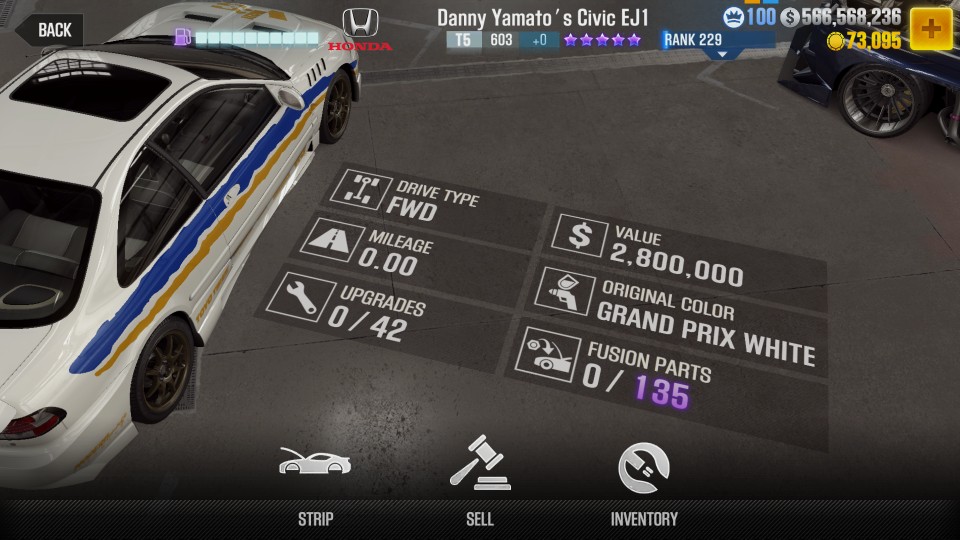 BACK
HONDA
Danny Yamato's Civic EJ1
T5 603 +0
RANK 229
100 566,568,236
73,095
DRIVE TYPE
FWD
MILEAGE
0.00
UPGRADES
0/42
VALUE
2,800,000
ORIGINAL COLOR
GRAND PRIX WHITE
FUSION PARTS
0/135
STRIP
SELL
INVENTORY